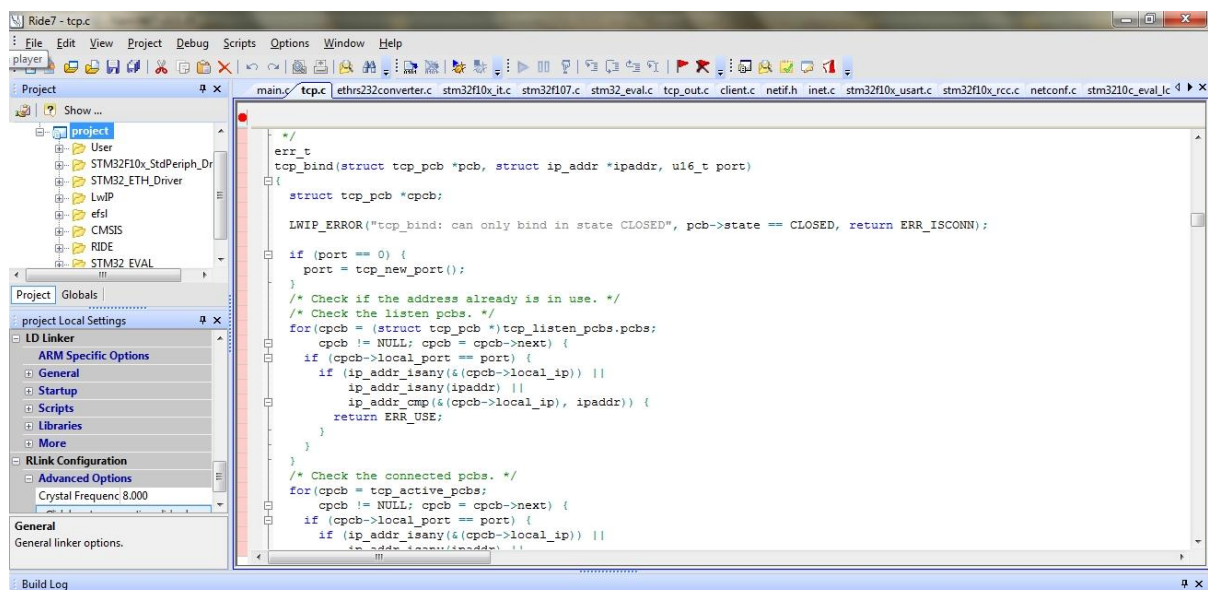 Ride7 - tcp.c
File Edit View Project Debug Scripts Options Window Help
player
Project
Show ...
project
User
STM32F10x_StdPeriph_Dr
STM32_ETH_Driver
LwIP
efsl
CMSIS
RIDE
STM32_EVAL
Project Globals
project Local Settings
LD Linker
ARM Specific Options
General
Startup
Scripts
Libraries
More
RLink Configuration
Advanced Options
Crystal Frequenc 8.000
General
General linker options.
main.c tcp.c ethrs232converter.c stm32f10x_it.c stm32f107.c stm32_eval.c tcp_out.c client.c netif.h inet.c stm32f10x_usart.c stm32f10x_rcc.c netconf.c stm3210c_eval_lc
*/
err_t
tcp_bind(struct tcp_pcb *pcb, struct ip_addr *ipaddr, u16_t port)
{
struct tcp_pcb *cpcb;
LWIP_ERROR("tcp_bind: can only bind in state CLOSED", pcb->state == CLOSED, return ERR_ISCONN);
if (port == 0) {
port = tcp_new_port();
}
/* Check if the address already is in use. */
/* Check the listen pcbs. */
for(cpcb = (struct tcp_pcb *)tcp_listen_pcbs.pcbs;
cpcb != NULL; cpcb = cpcb->next) {
if (cpcb->local_port == port) {
if (ip_addr_isany(&(cpcb->local_ip)) ||
ip_addr_isany(ipaddr) ||
ip_addr_cmp(&(cpcb->local_ip), ipaddr)) {
return ERR_USE;
}
}
}
/* Check the connected pcbs. */
for(cpcb = tcp_active_pcbs;
cpcb != NULL; cpcb = cpcb->next) {
if (cpcb->local_port == port) {
if (ip_addr_isany(&(cpcb->local_ip)) ||
ip_addr_isany(ipaddr) ||
Build Log